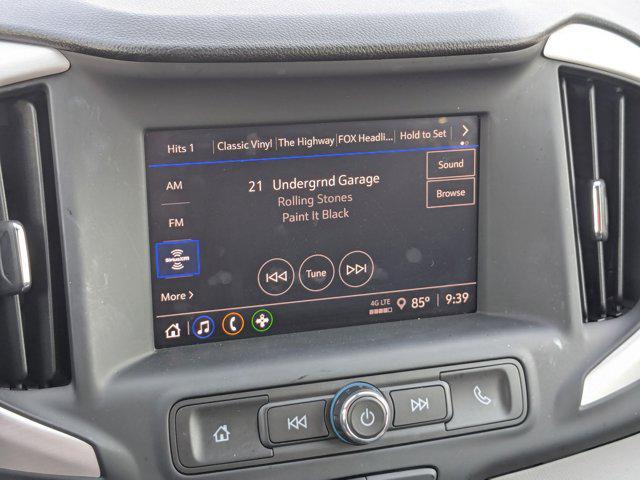 Hits 1 Classic Vinyl The Highway FOX Headli... Hold to Set
AM
21 Undergrnd Garage
Sound
Rolling Stones
Browse
FM
Paint It Black
SiriusXM
Tune
More
4G LTE 85° 9:39